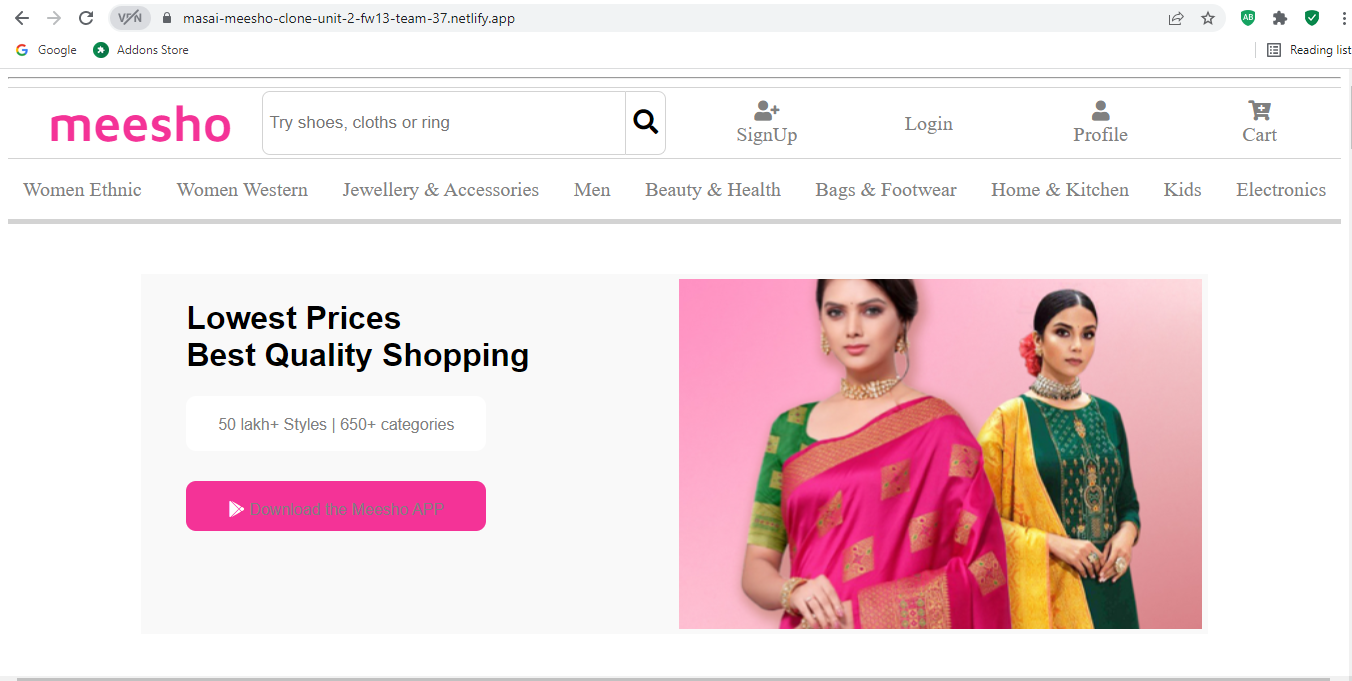 VPN masai-meesho-clone-unit-2-fw13-team-37.netlify.app AB
Google Addons Store Reading list
meesho Try shoes, cloths or ring SignUp Login Profile Cart
Women Ethnic Women Western Jewellery & Accessories Men Beauty & Health Bags & Footwear Home & Kitchen Kids Electronics
Lowest Prices
Best Quality Shopping
50 lakh+ Styles | 650+ categories
Download the Meesho APP